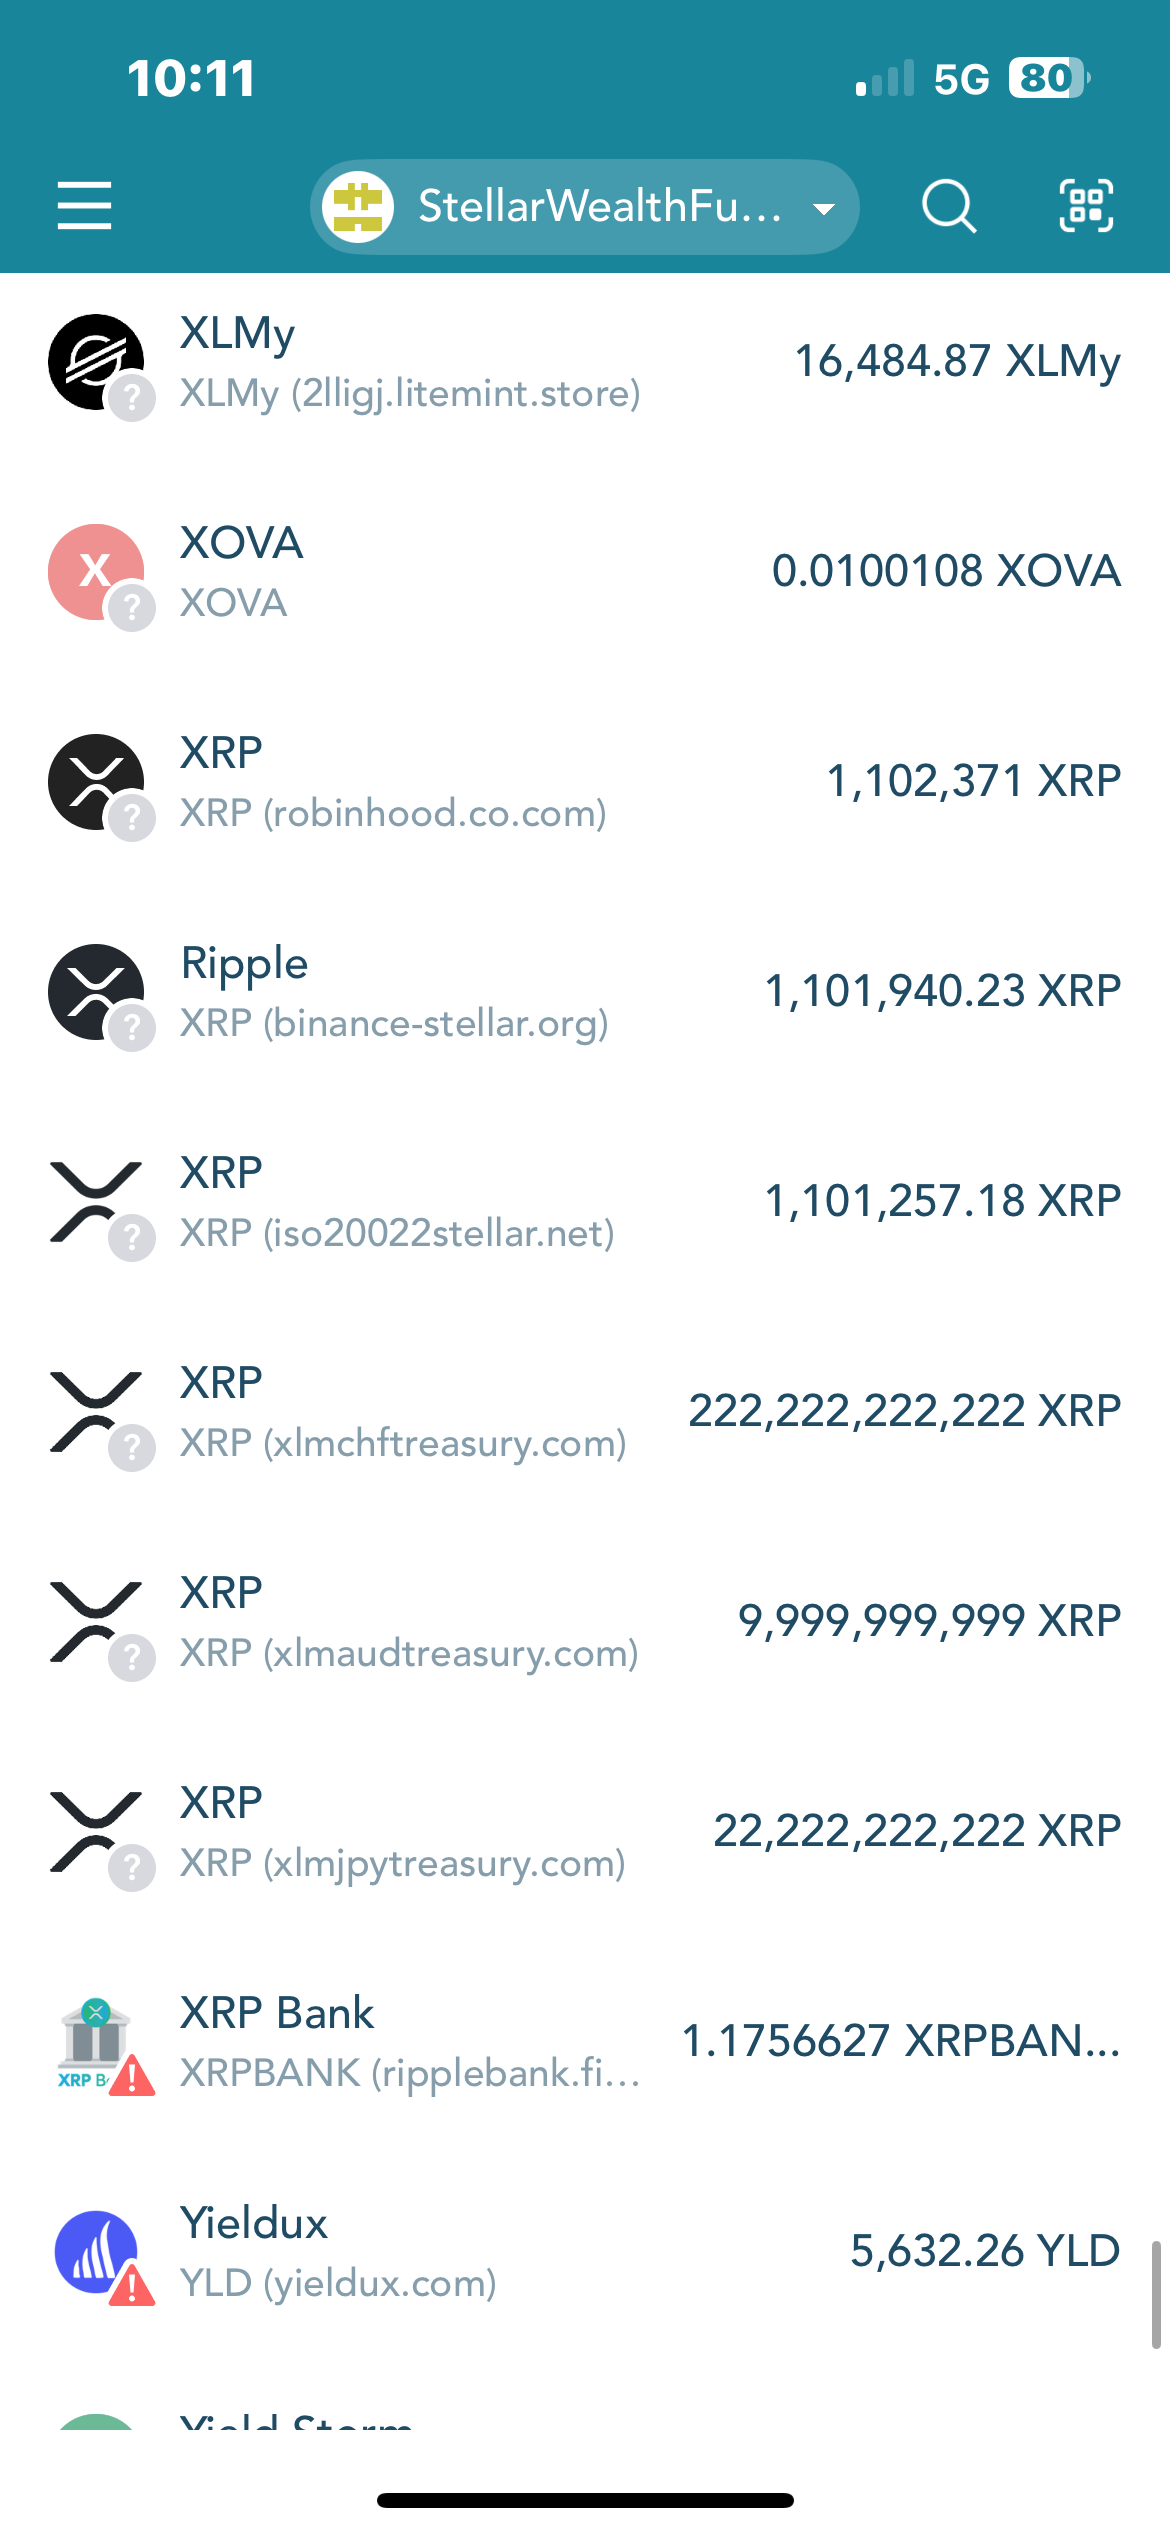 10:11
5G 80
StellarWealthFu...
XLMy
XLMy (2lligj.litemint.store)
16,484.87 XLMy
X
XOVA
XOVA
0.0100108 XOVA
XRP
XRP (robinhood.co.com)
1,102,371 XRP
Ripple
XRP (binance-stellar.org)
1,101,940.23 XRP
XRP
XRP (iso20022stellar.net)
1,101,257.18 XRP
XRP
XRP (xlmchftreasury.com)
222,222,222,222 XRP
XRP
XRP (xlmaudtreasury.com)
9,999,999,999 XRP
XRP
XRP (xlmjpytreasury.com)
22,222,222,222 XRP
XRP Bank
XRPBANK (ripplebank.fi...
1.1756627 XRPBAN...
XRP B
Yieldux
YLD (yieldux.com)
5,632.26 YLD
Yield Storm